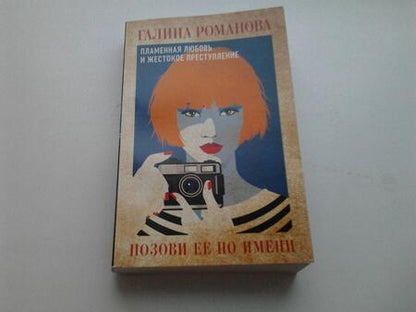 ГАЛИНА РОМАНОВА
ПЛАМЕННАЯ ЛЮБОВЬ
И ЖЕСТОКОЕ ПРЕСТУПЛЕНИЕ
ПОЗОВИ ЕЕ ПО ИМЕНИ